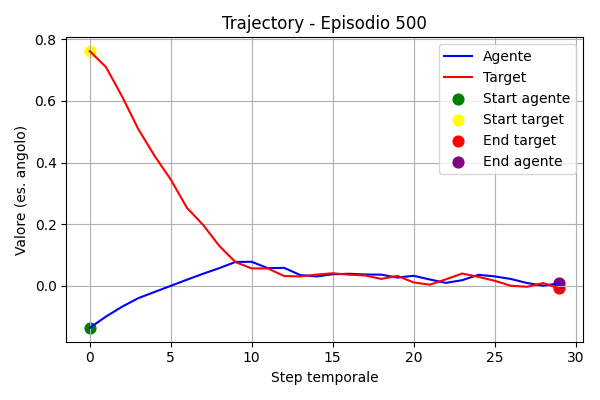 Trajectory - Episodio 500
Valore (es. angolo)
0.8
0.6
0.4
0.2
0.0
Agente
Target
Start agente
Start target
End target
End agente
0 5 10 15 20 25 30
Step temporale